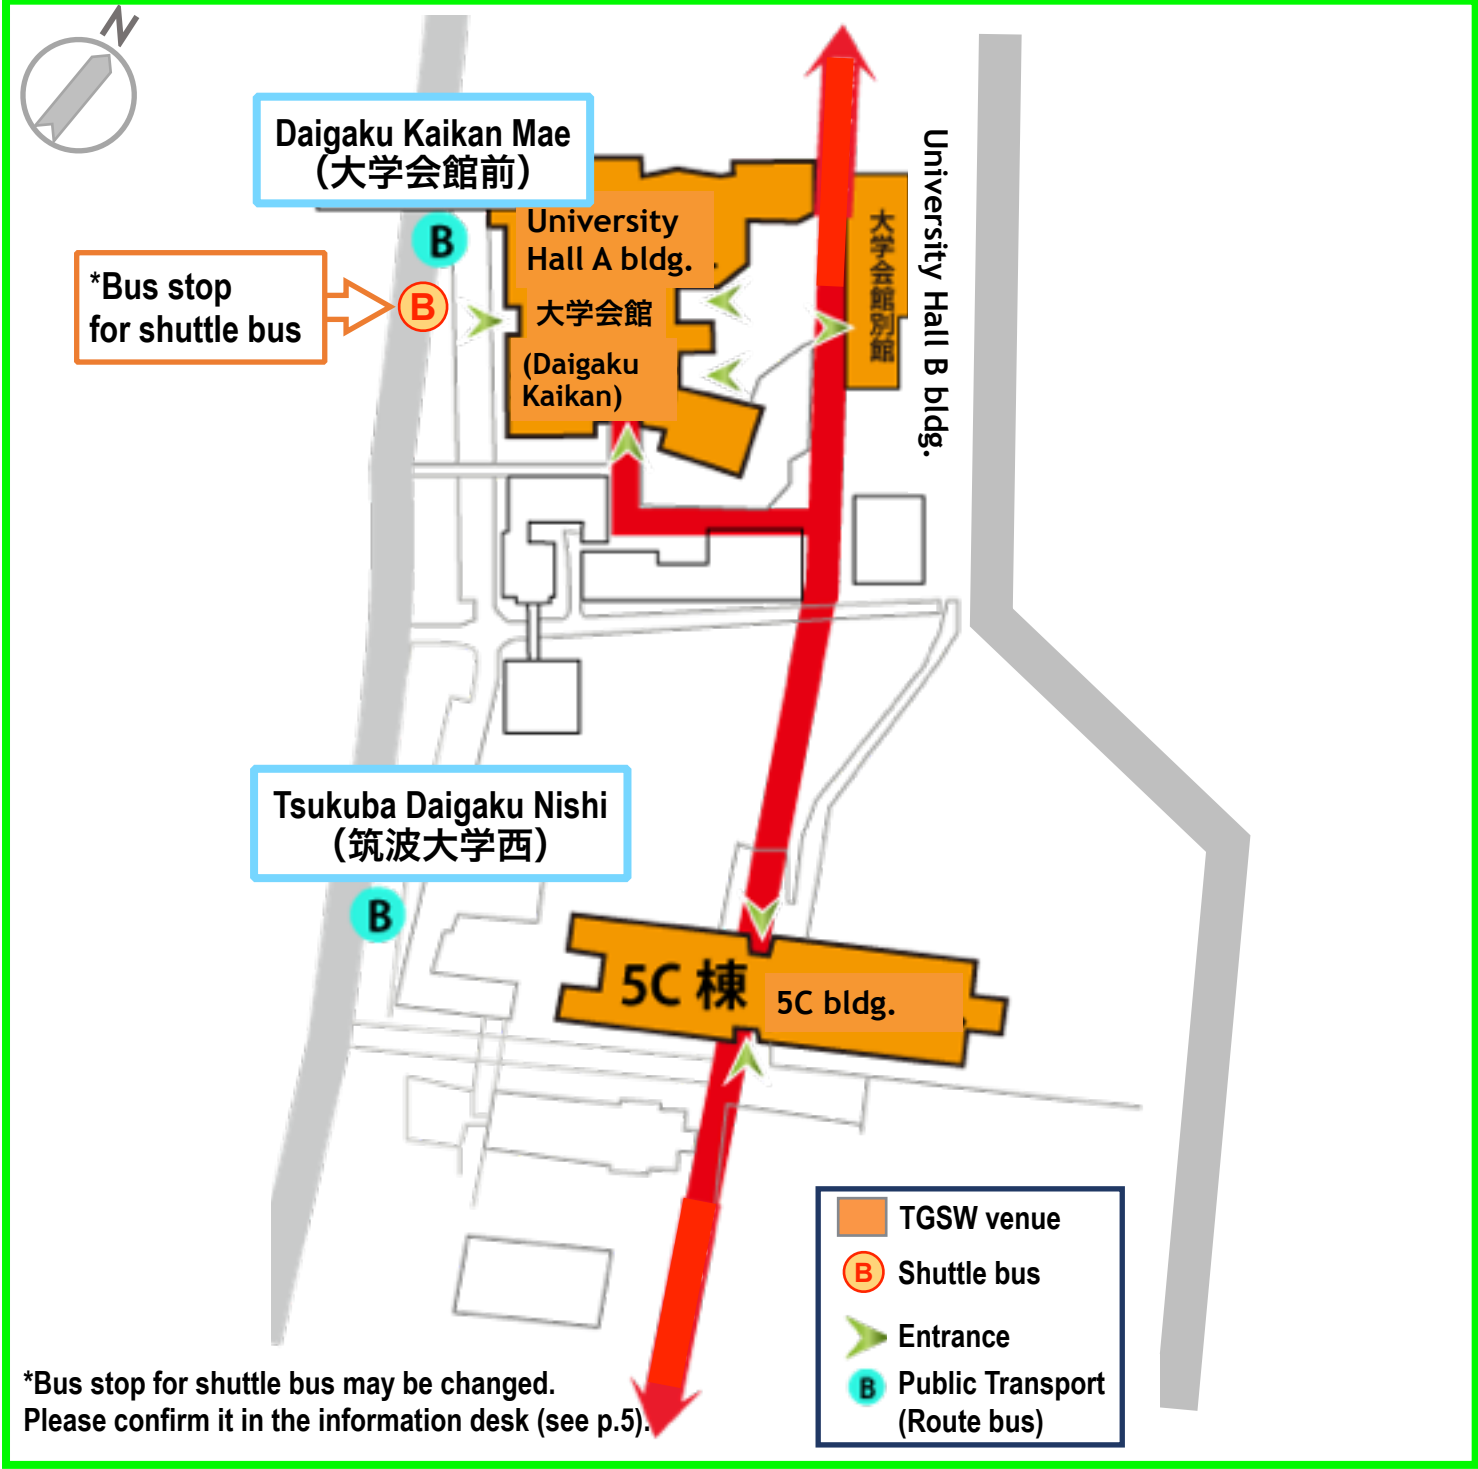 N
Daigaku Kaikan Mae
（大学会館前）
B
*Bus stop
for shuttle bus
B
University
Hall A bldg.
大学会館
(Daigaku
Kaikan)
大学会館別館
University Hall B bldg.
Tsukuba Daigaku Nishi
（筑波大学西）
B
5C 棟
5C bldg.
TGSW venue
B Shuttle bus
Entrance
B Public Transport
(Route bus)
*Bus stop for shuttle bus may be changed.
Please confirm it in the information desk (see p.5).